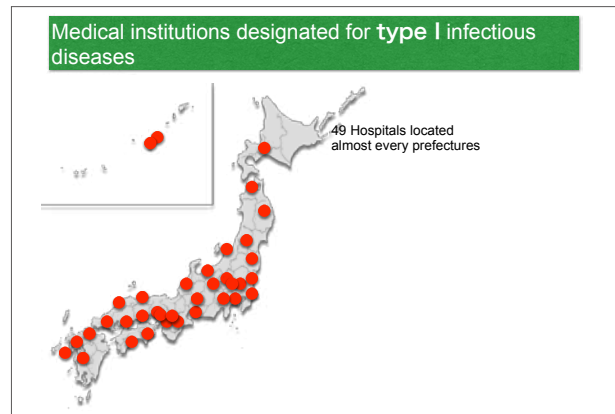 Medical institutions designated for type I infectious
diseases
49 Hospitals located
almost every prefectures